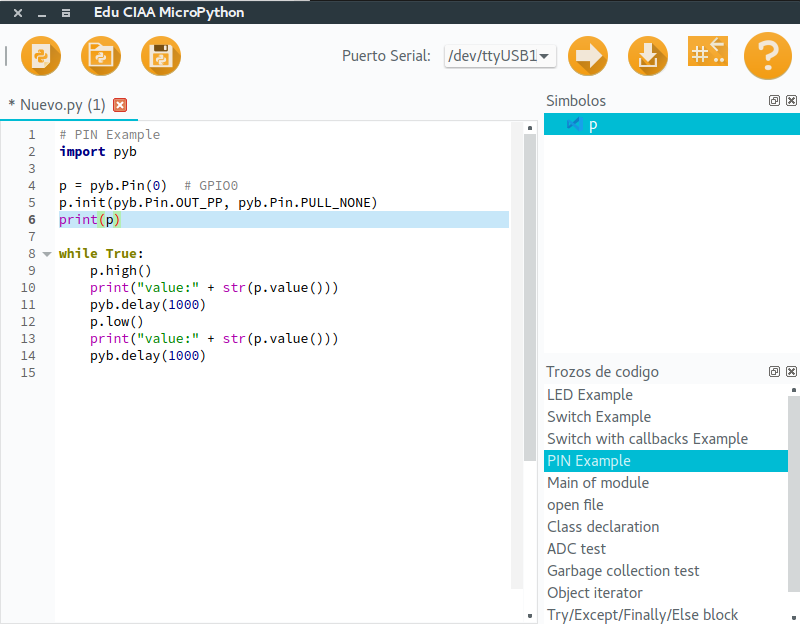 Edu CIAA MicroPython
Puerto Serial: /dev/ttyUSB1
#
?
* Nuevo.py (1)
1 # PIN Example
2 import pyb
3
4 p = pyb.Pin(0)  # GPIO0
5 p.init(pyb.Pin.OUT_PP, pyb.Pin.PULL_NONE)
6 print(p)
7
8 while True:
9     p.high()
10     print("value:" + str(p.value()))
11     pyb.delay(1000)
12     p.low()
13     print("value:" + str(p.value()))
14     pyb.delay(1000)
15
Simbolos
p
Trozos de codigo
LED Example
Switch Example
Switch with callbacks Example
PIN Example
Main of module
open file
Class declaration
ADC test
Garbage collection test
Object iterator
Try/Except/Finally/Else block